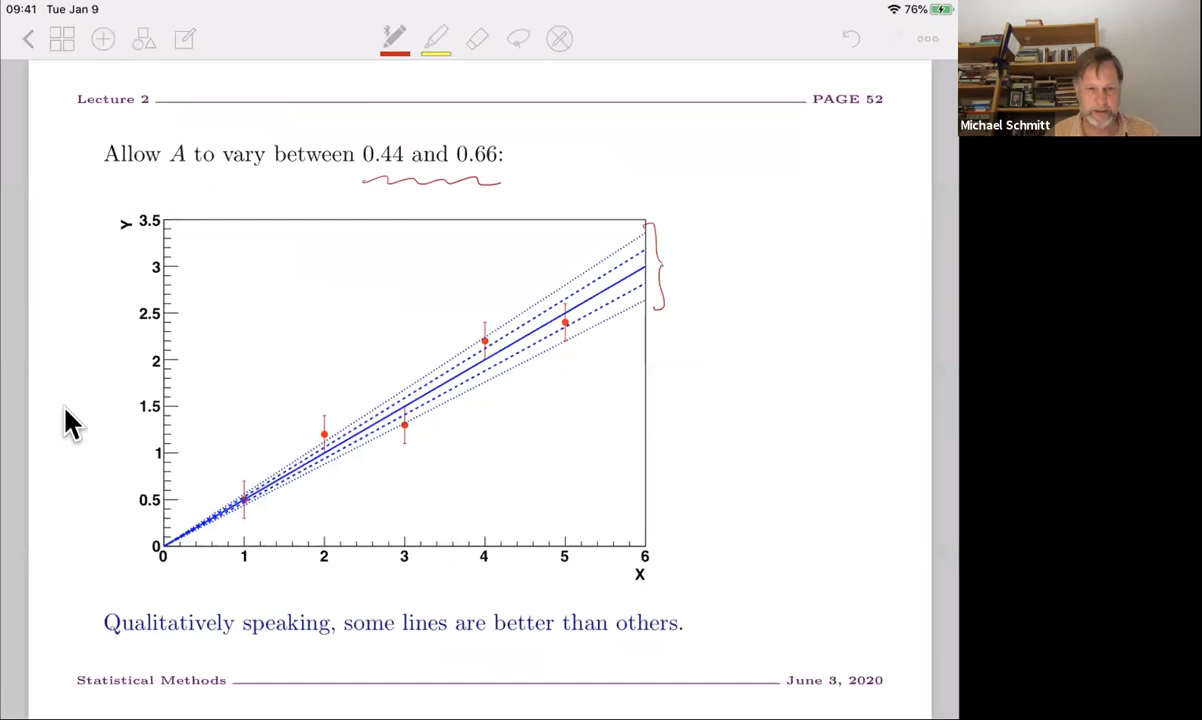 09:41 Tue Jan 9
76%
Michael Schmitt
Lecture 2
PAGE 52
Allow A to vary between 0.44 and 0.66:
Y
3.5
3
2.5
2
1.5
1
0.5
0
0 1 2 3 4 5 6
X
Qualitatively speaking, some lines are better than others.
Statistical Methods
June 3, 2020